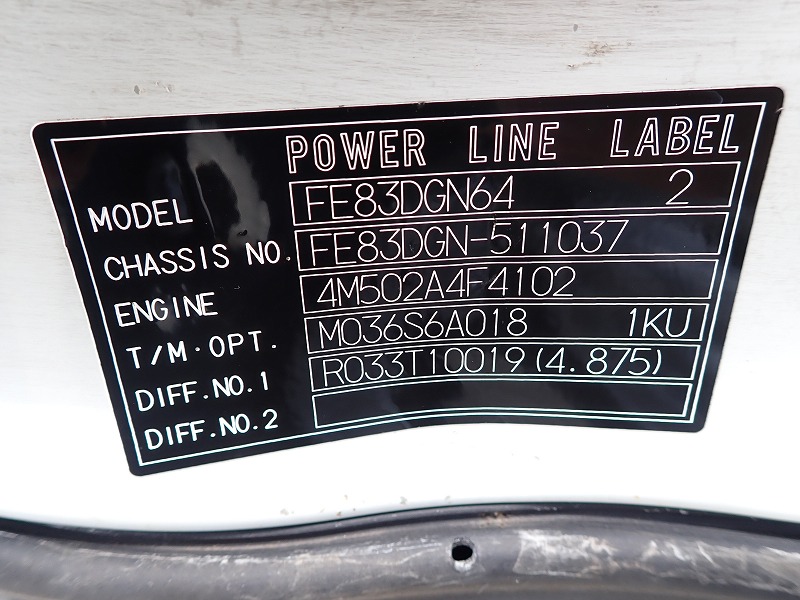 POWER LINE LABEL
MODEL FE83DGN64 2
CHASSIS NO. FE83DGN-511037
ENGINE 4M502A4F4102
T/M·OPT. M036S6A018 1KU
DIFF.NO.1 R033T10019(4.875)
DIFF.NO.2